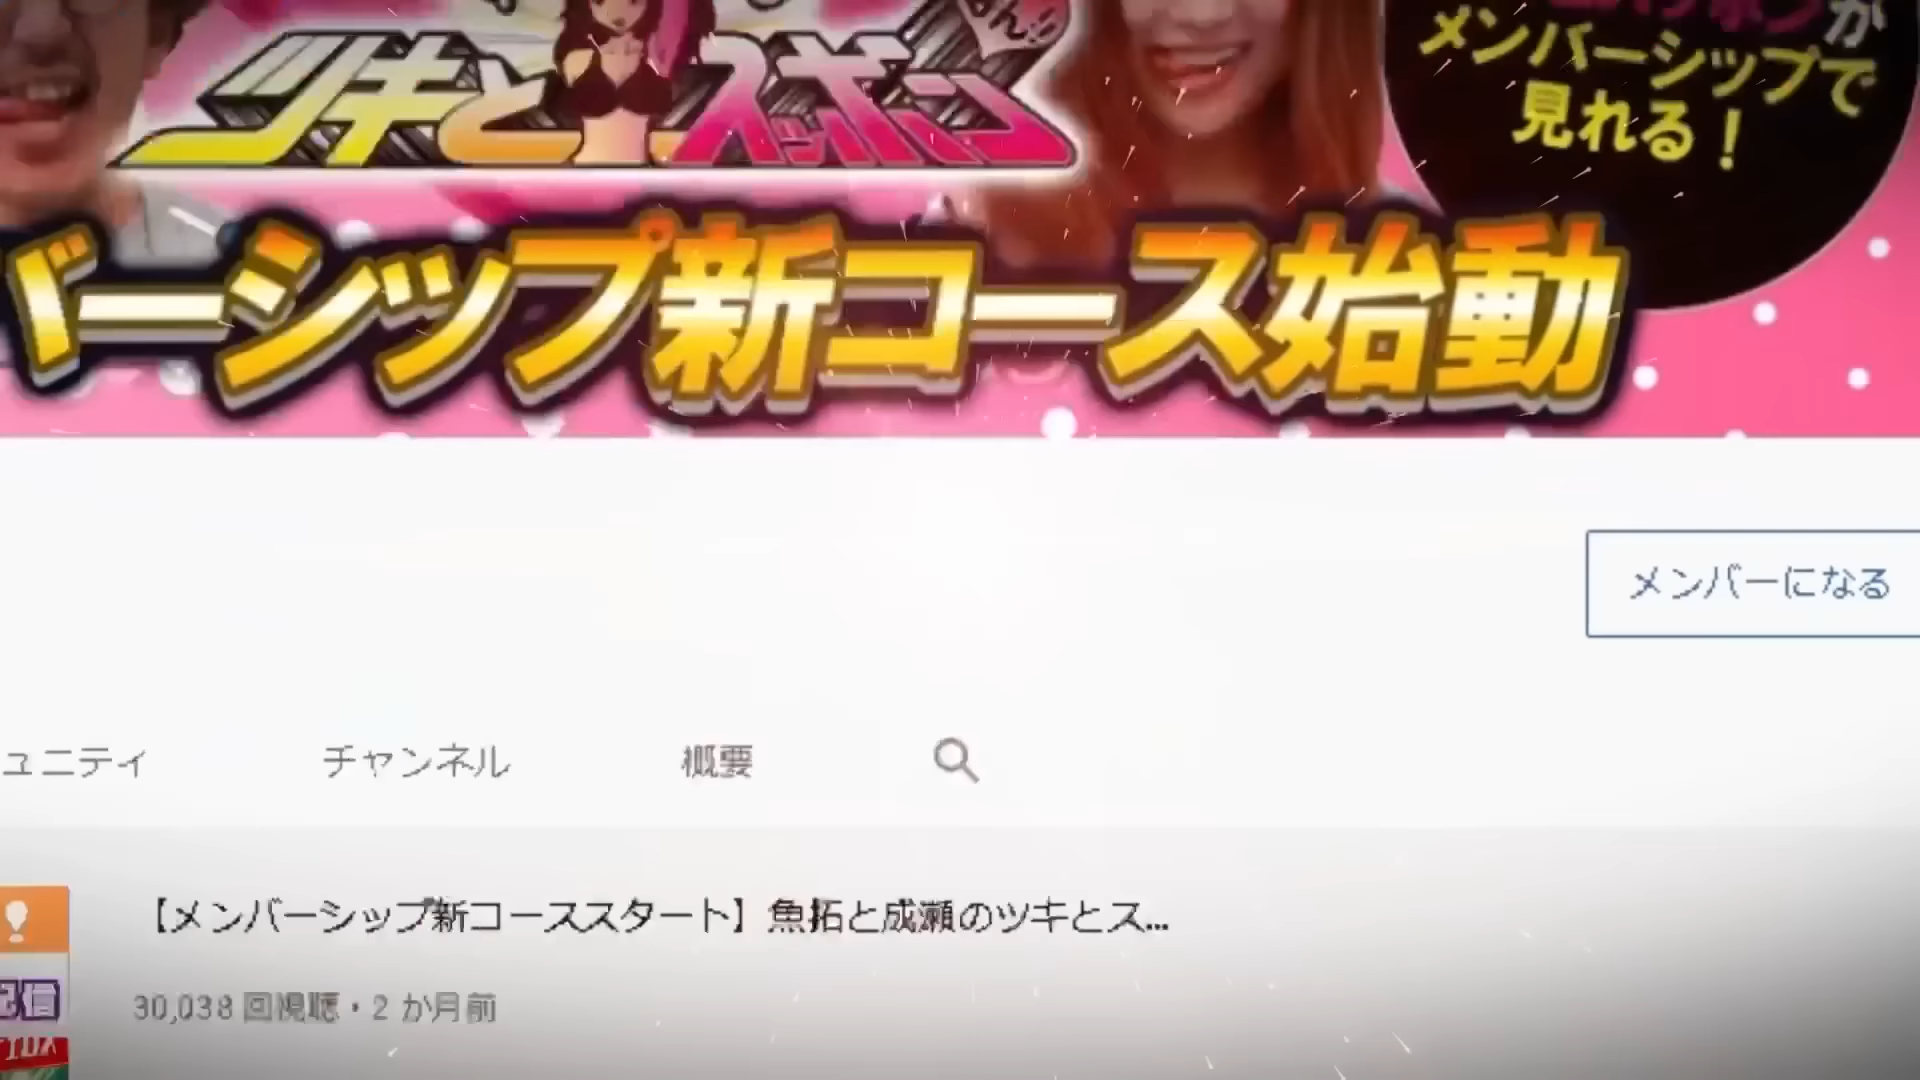 ツキとスッポン
が
メンバーシップで
見れる！
バーシップ新コース始動
メンバーになる
ュニティ
チャンネル
概要
【メンバーシップ新コーススタート】魚拓と成瀬のツキとス...
配信
30,038 回視聴・2 か月前